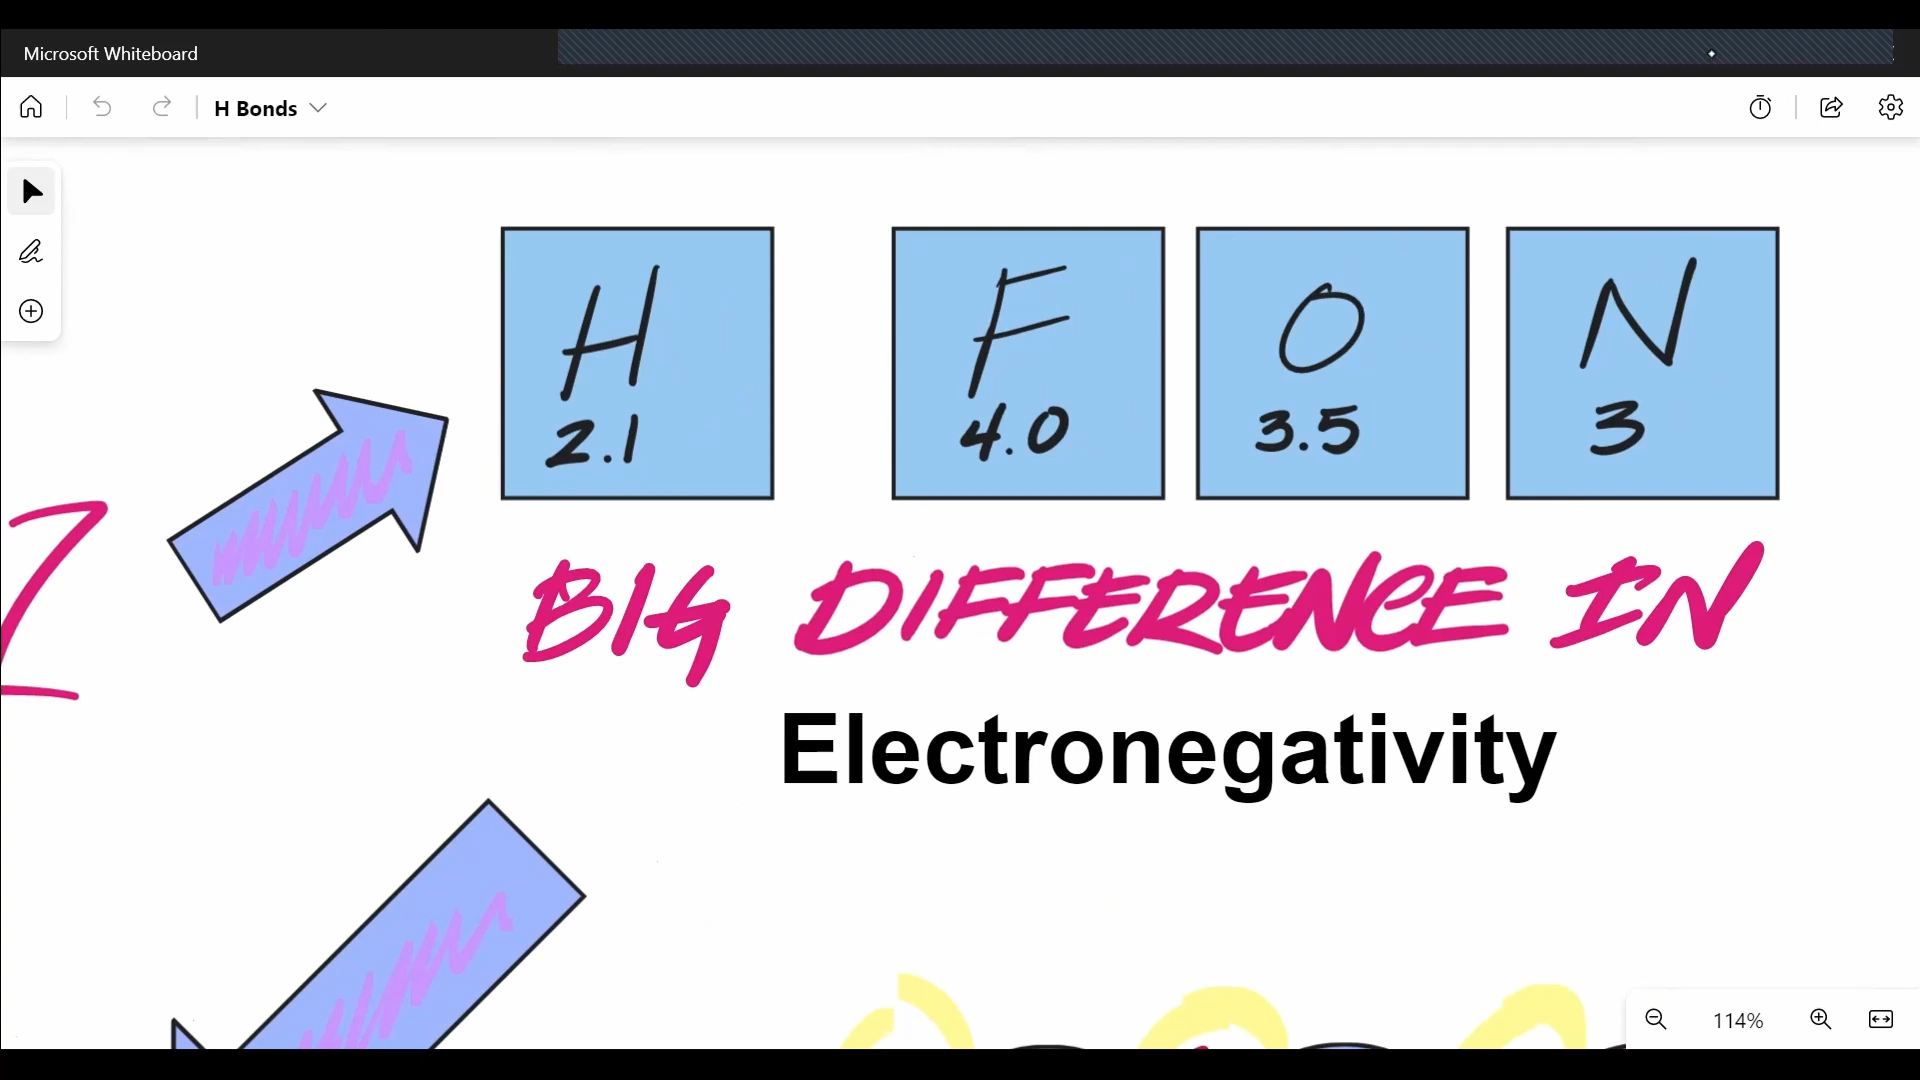 Microsoft Whiteboard
H Bonds
H F O N
2.1 4.0 3.5 3
BIG DIFFERENCE IN
Electronegativity
114%